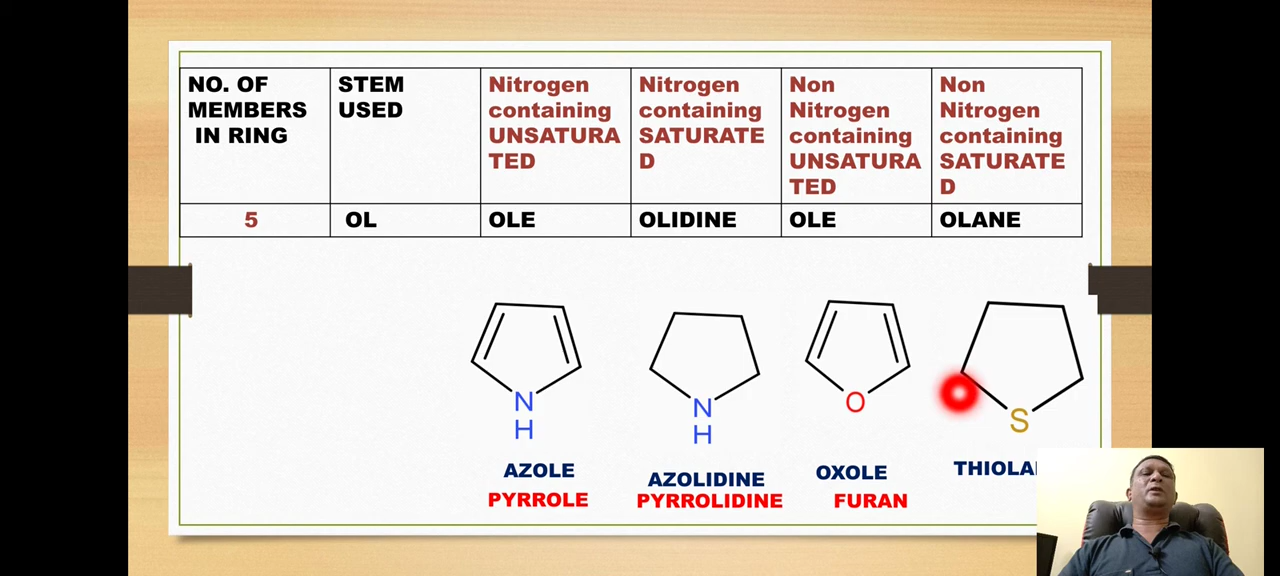 NO. OF MEMBERS IN RING
STEM USED
Nitrogen containing UNSATURA TED
Nitrogen containing SATURATE D
Non Nitrogen containing UNSATURA TED
Non Nitrogen containing SATURATE D
5
OL
OLE
OLIDINE
OLE
OLANE
N
H
N
H
O
S
AZOLE
AZOLIDINE
OXOLE
PYRROLE
PYRROLIDINE
FURAN